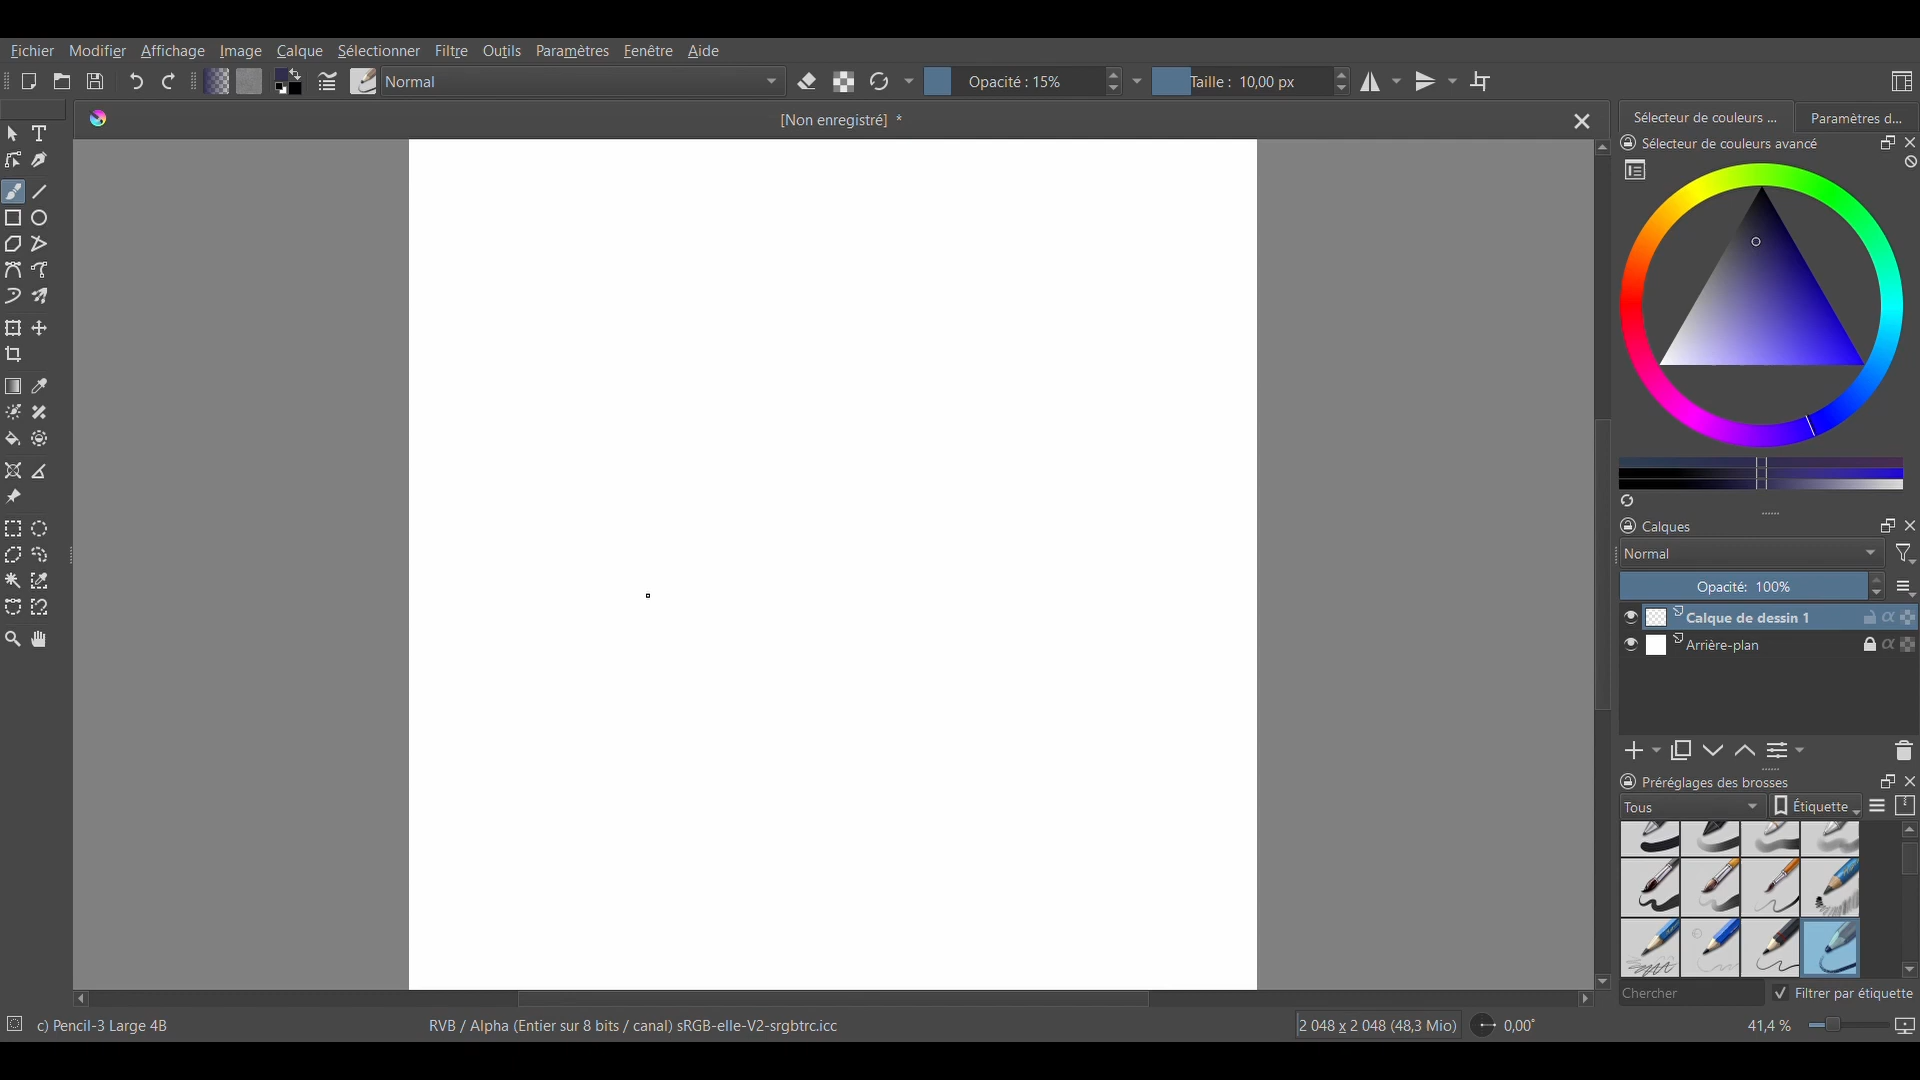 Fichier Modifier Affichage Image Calque Sélectionner Filtre Outils Paramètres Fenêtre Aide
Normal Opacité : 15% Taille : 10,00 px
[Non enregistré] *
Sélecteur de couleurs ... Paramètres d...
Sélecteur de couleurs avancé
Calques
Normal
Opacité: 100%
Calque de dessin 1
Arrière-plan
Préréglages des brosses
Tous Étiquette
Chercher Filtrer par étiquette
c) Pencil-3 Large 4B RVB / Alpha (Entier sur 8 bits / canal) sRGB-elle-V2-srgbtrc.icc 2 048 x 2 048 (48,3 Mio) 0,00° 41,4 %